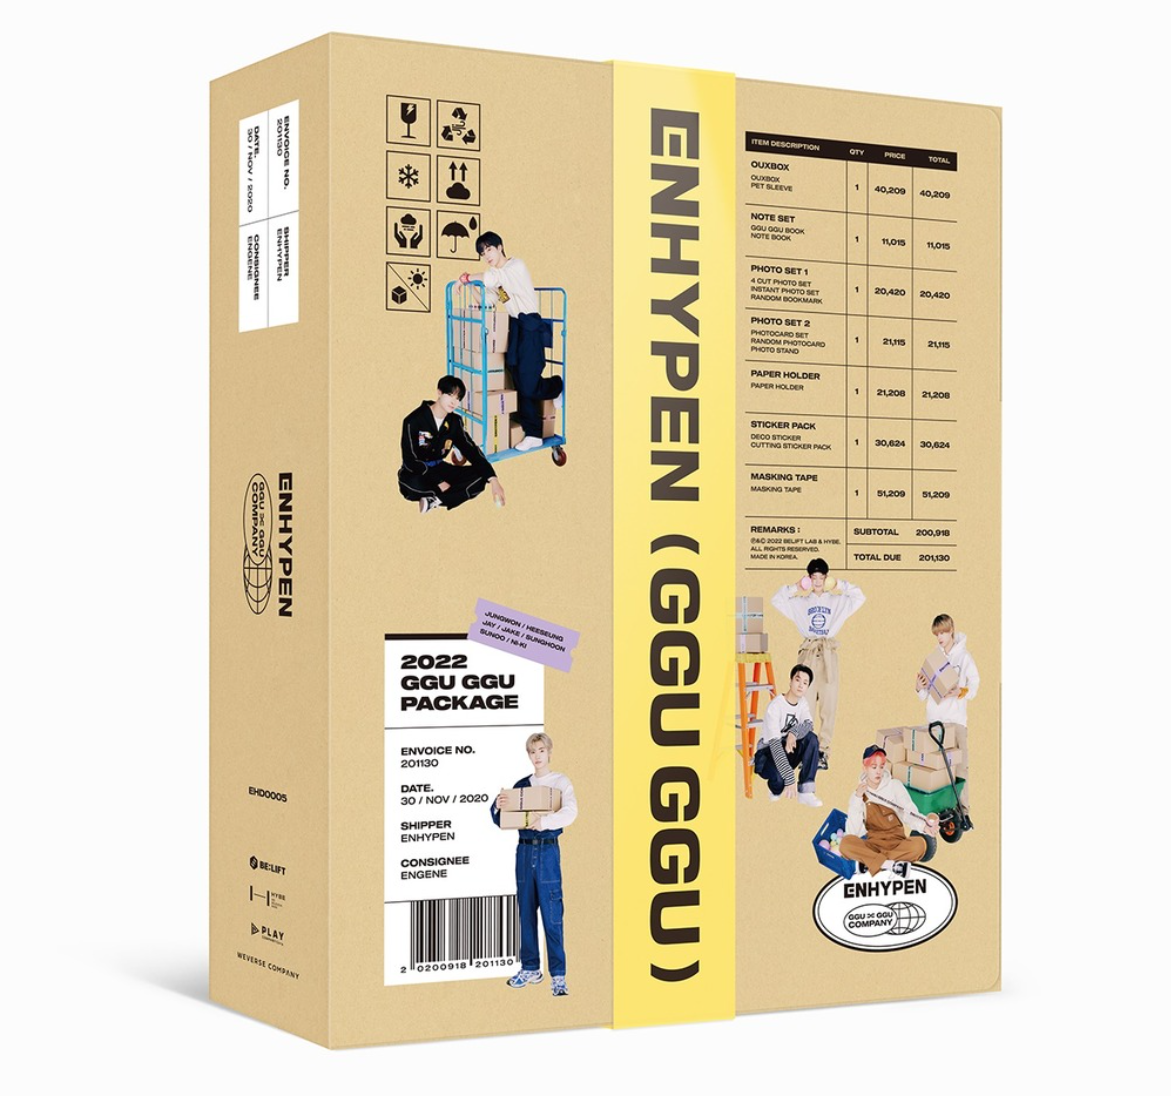 ENVOICE NO.
201130
DATE.
30 / NOV / 2020
SHIPPER
ENHYPEN
CONSIGNEE
ENGENE
ENHYPEN
GGU GGU
COMPANY
EHD0005
BE:LIFT
HYBE
PLAY
WEVERSE COMPANY
JUNGWON / HEESEUNG
JAY / JAKE / SUNGHOON
SUNOO / NI-KI
2022
GGU GGU
PACKAGE
ENVOICE NO.
201130
DATE.
30 / NOV / 2020
SHIPPER
ENHYPEN
CONSIGNEE
ENGENE
2 0200918 201130
ENHYPEN (GGU GGU)
ITEM DESCRIPTION QTY PRICE TOTAL
OUXBOX
OUXBOX
PET SLEEVE
1 40,209 40,209
NOTE SET
GGU GGU BOOK
NOTE BOOK
1 11,015 11,015
PHOTO SET 1
4 CUT PHOTO SET
INSTANT PHOTO SET
RANDOM BOOKMARK
1 20,420 20,420
PHOTO SET 2
PHOTOCARD SET
RANDOM PHOTOCARD
PHOTO STAND
1 21,115 21,115
PAPER HOLDER
PAPER HOLDER
1 21,208 21,208
STICKER PACK
DECO STICKER
CUTTING STICKER PACK
1 30,624 30,624
MASKING TAPE
MASKING TAPE
1 51,209 51,209
REMARKS :
℗&© 2022 BELIFT LAB & HYBE.
ALL RIGHTS RESERVED.
MADE IN KOREA.
SUBTOTAL 200,918
TOTAL DUE 201,130
BROOKLYN
ENHYPEN
GGU GGU
COMPANY